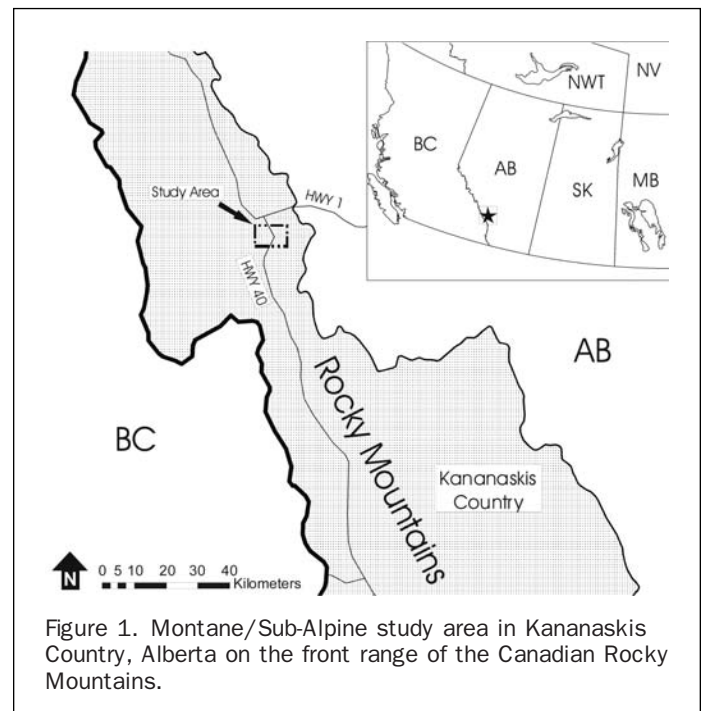 NWT
NV
BC
AB
SK
MB
Study Area
HWY 1
HWY 40
AB
Rocky Mountains
BC
Kananaskis
Country
N
0 5 10 20 30 40
Kilometers
Figure 1. Montane/Sub-Alpine study area in Kananaskis
Country, Alberta on the front range of the Canadian Rocky
Mountains.